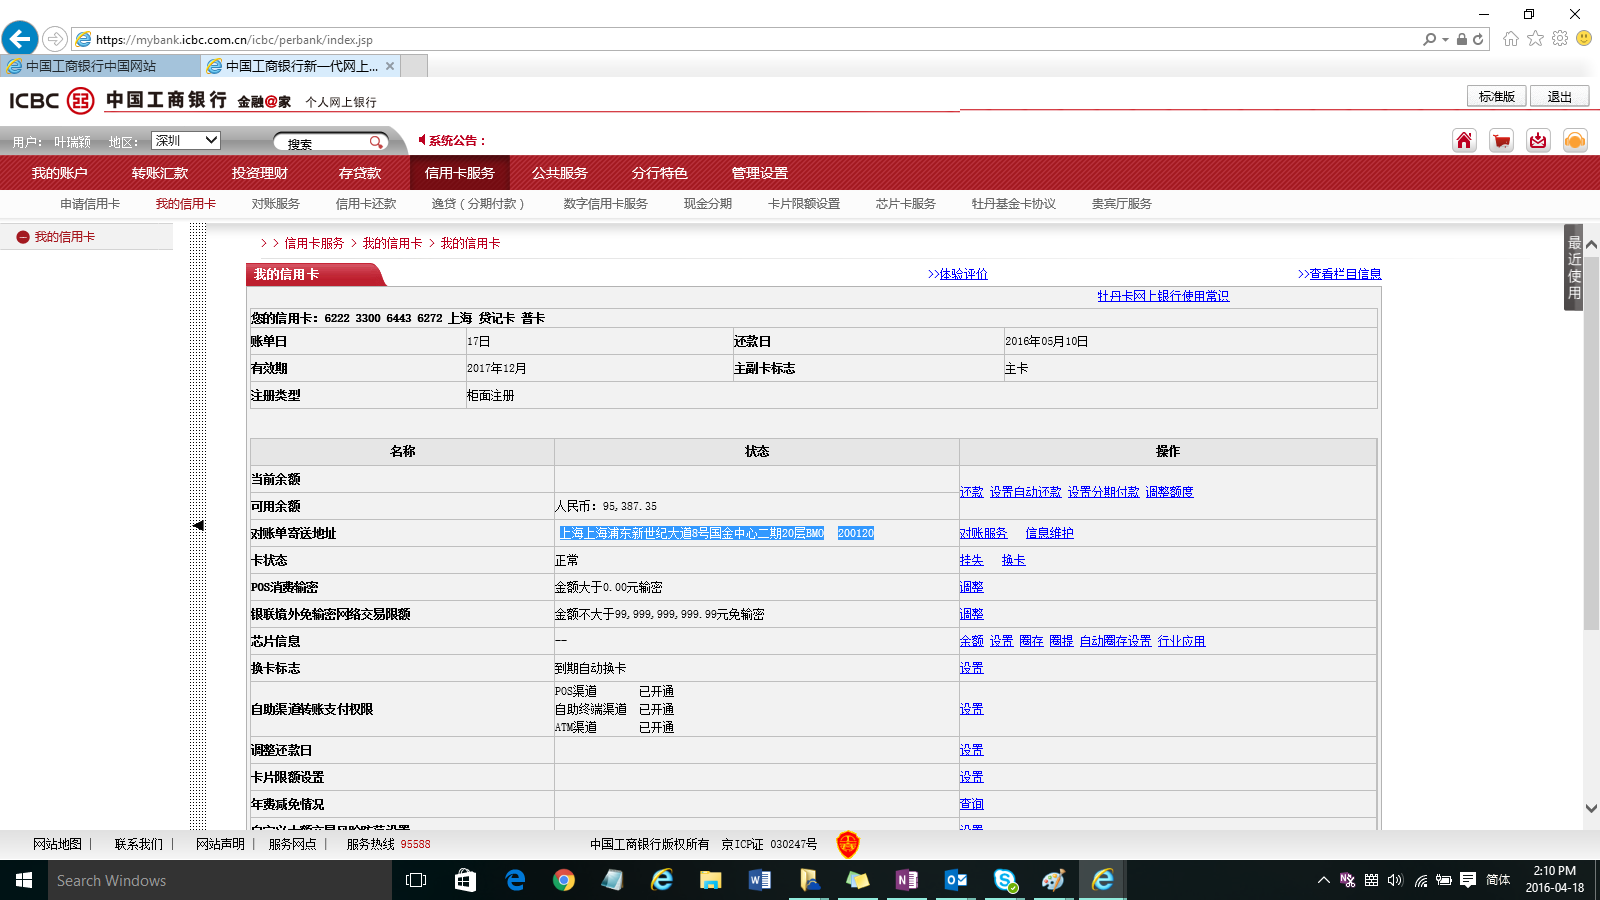 https://mybank.icbc.com.cn/icbc/perbank/index.jsp
中国工商银行中国网站
中国工商银行新一代网上...
ICBC 中国工商银行 金融@家 个人网上银行
标准版 退出
用户： 叶瑞颖 地区： 深圳 搜索 系统公告：
我的账户 转账汇款 投资理财 存贷款 信用卡服务 公共服务 分行特色 管理设置
申请信用卡 我的信用卡 对账服务 信用卡还款 逸贷（分期付款） 数字信用卡服务 现金分期 卡片限额设置 芯片卡服务 牡丹基金卡协议 贵宾厅服务
我的信用卡
> > 信用卡服务 > 我的信用卡 > 我的信用卡
最近使用
我的信用卡 >>体验评价 >>查看栏目信息
牡丹卡网上银行使用常识
您的信用卡：6222 3300 6443 6272 上海 贷记卡 普卡
账单日 17日 还款日 2016年05月10日
有效期 2017年12月 主副卡标志 主卡
注册类型 柜面注册
名称 状态 操作
当前余额
还款 设置自动还款 设置分期付款 调整额度
可用余额 人民币：95,387.35
对账单寄送地址 上海上海浦东新世纪大道8号国金中心二期20层BMO 200120 对账服务 信息维护
卡状态 正常 挂失 换卡
POS消费输密 金额大于0.00元输密 调整
银联境外免输密网络交易限额 金额不大于99,999,999,999.99元免输密 调整
芯片信息 -- 余额 设置 圈存 圈提 自动圈存设置 行业应用
换卡标志 到期自动换卡 设置
自助渠道转账支付权限 设置
POS渠道 已开通
自助终端渠道 已开通
ATM渠道 已开通
调整还款日 设置
卡片限额设置 设置
年费减免情况 查询
网站地图 | 联系我们 | 网站声明 | 服务网点 | 服务热线 95588 中国工商银行版权所有 京ICP证 030247号
Search Windows
简体
2:10 PM
2016-04-18